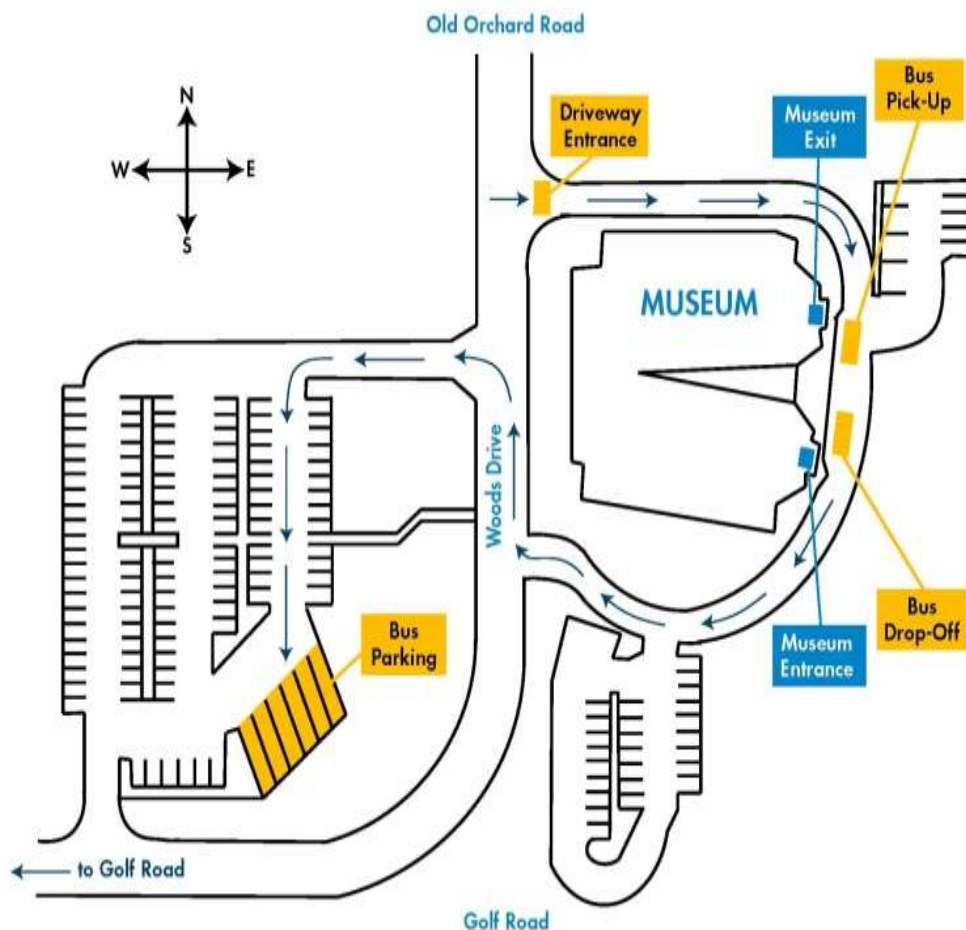 Old Orchard Road
Bus
Pick-Up
Driveway
Entrance
Museum
Exit
N
W
E
S
MUSEUM
Woods Drive
Bus
Parking
Museum
Entrance
Bus
Drop-Off
to Golf Road
Golf Road